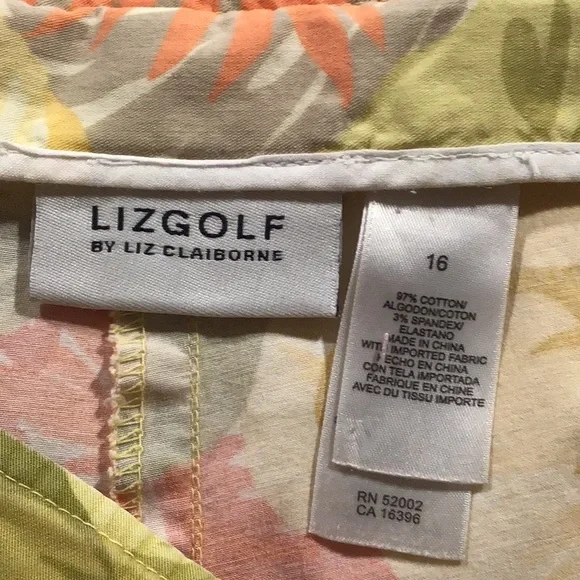 LIZGOLF
BY LIZ CLAIBORNE
16
97% COTTON/
ALGODON/COTON
3% SPANDEX/
ELASTANO
MADE IN CHINA
WITH IMPORTED FABRIC
HECHO EN CHINA
CON TELA IMPORTADA
FABRIQUE EN CHINE
AVEC DU TISSU IMPORTE
RN 52002
CA 16396